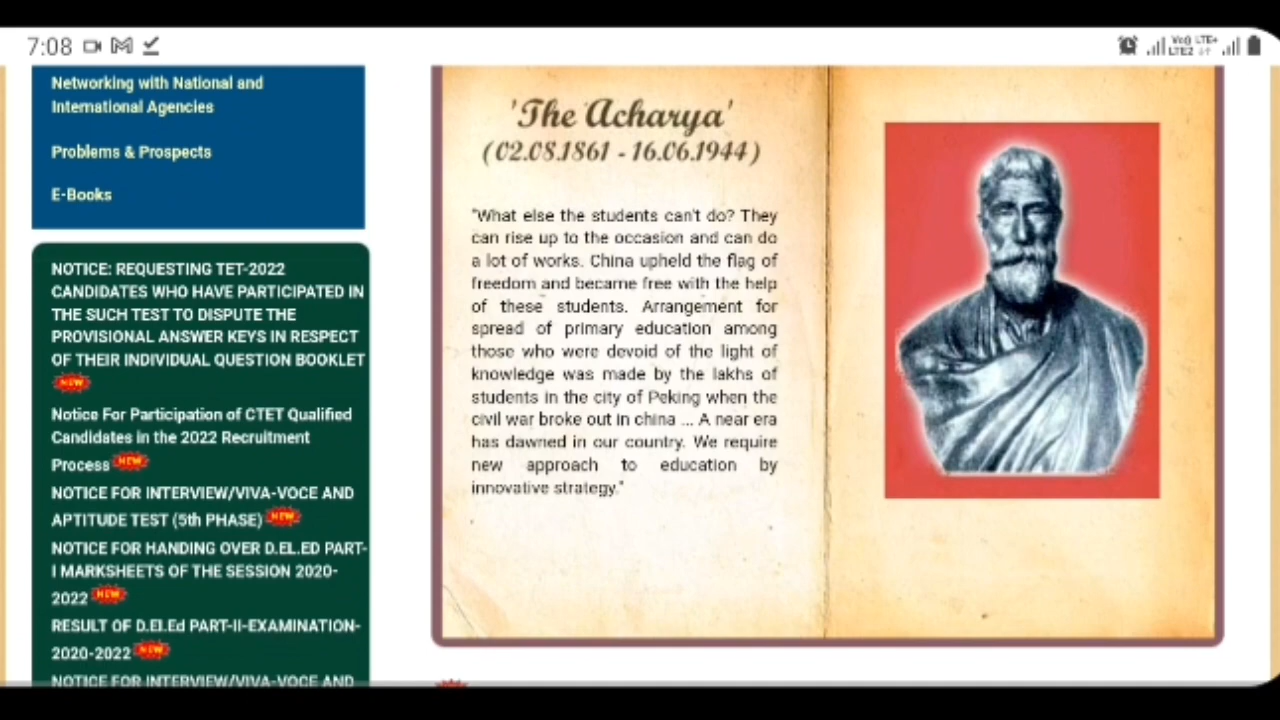 7:08
VoLTE+
LTE2
Networking with National and
International Agencies
Problems & Prospects
E-Books
NOTICE: REQUESTING TET-2022
CANDIDATES WHO HAVE PARTICIPATED IN
THE SUCH TEST TO DISPUTE THE
PROVISIONAL ANSWER KEYS IN RESPECT
OF THEIR INDIVIDUAL QUESTION BOOKLET
NEW
Notice For Participation of CTET Qualified
Candidates in the 2022 Recruitment
Process NEW
NOTICE FOR INTERVIEW/VIVA-VOCE AND
APTITUDE TEST (5th PHASE) NEW
NOTICE FOR HANDING OVER D.EL.ED PART-
I MARKSHEETS OF THE SESSION 2020-
2022 NEW
RESULT OF D.El.Ed PART-II-EXAMINATION-
2020-2022 NEW
NOTICE FOR INTERVIEW/VIVA-VOCE AND
'The Acharya'
(02.08.1861 - 16.06.1944)
"What else the students can't do? They
can rise up to the occasion and can do
a lot of works. China upheld the flag of
freedom and became free with the help
of these students. Arrangement for
spread of primary education among
those who were devoid of the light of
knowledge was made by the lakhs of
students in the city of Peking when the
civil war broke out in china ... A near era
has dawned in our country. We require
new approach to education by
innovative strategy."